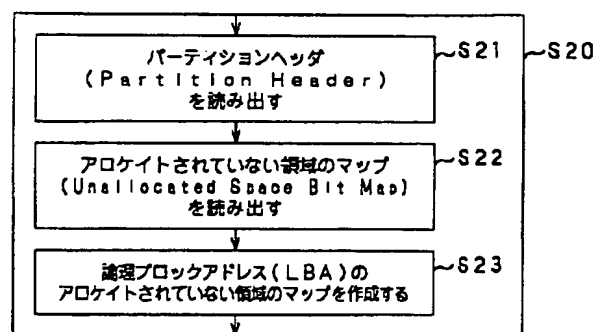 パーティションヘッダ
(Partition Header)
を読み出す
S21
S20
アロケイトされていない領域のマップ
(Unallocated Space Bit Map)
を読み出す
S22
論理ブロックアドレス(LBA)の
アロケイトされていない領域のマップを作成する
S23